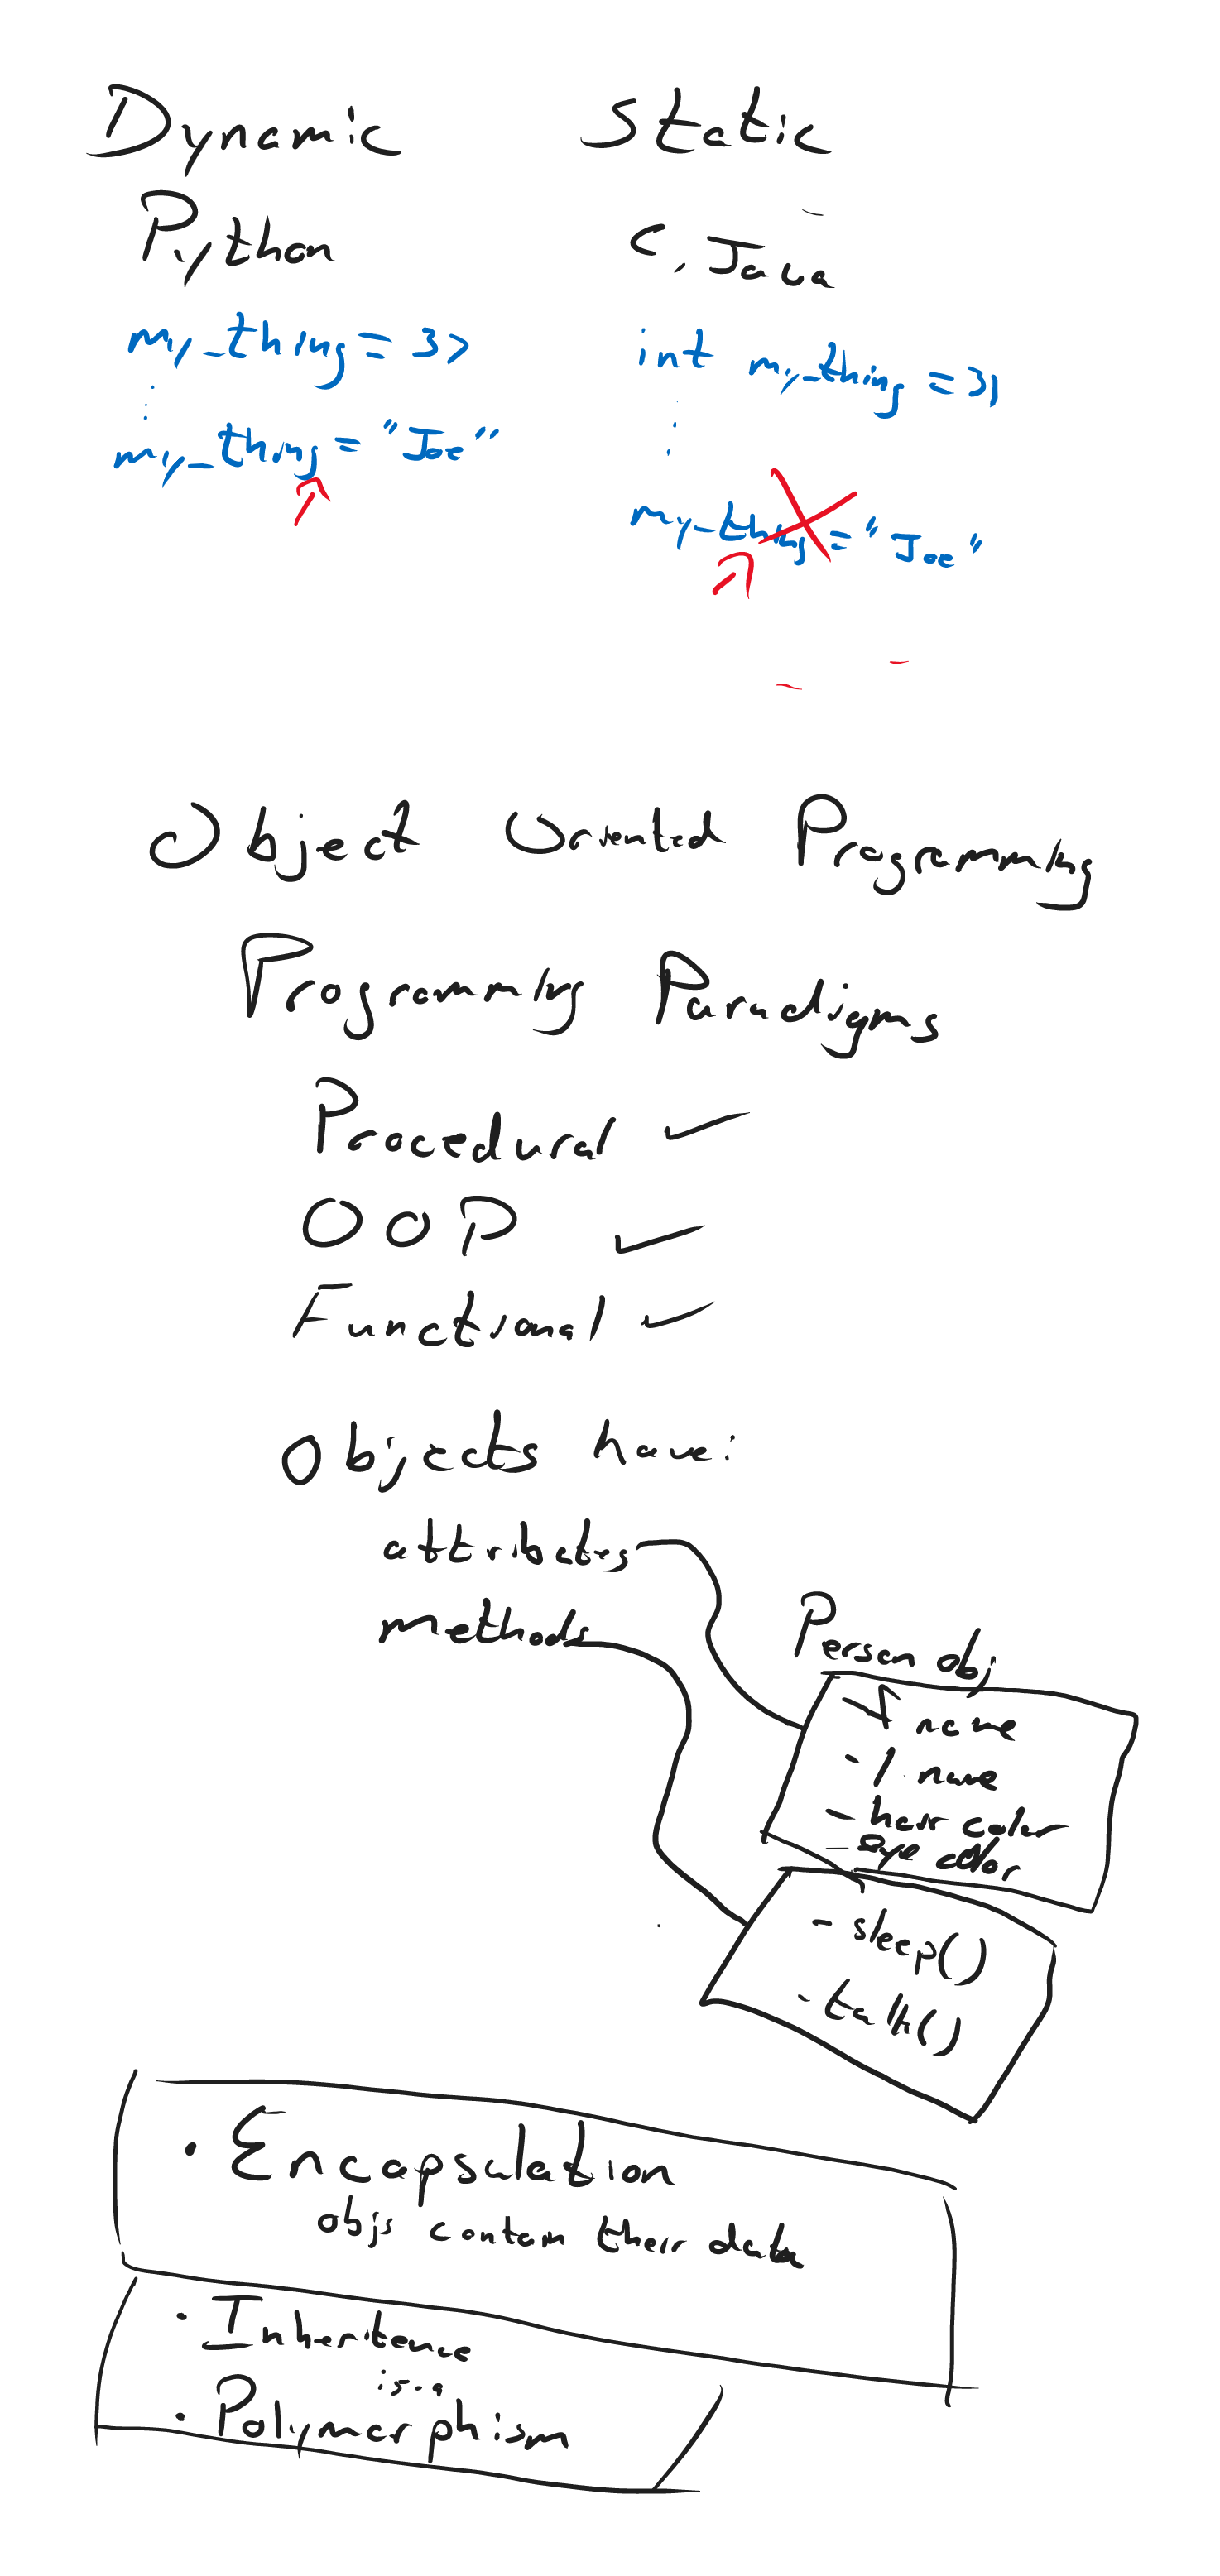 Dynamic
Static
Python
C, Java
my_thing = 37
int my_thing = 31
my_thing = "Joe"
my_thing = "Joe"
Object Oriented Programming
Programming Paradigms
Procedural ✓
OOP ✓
Functional ✓
Objects have:
attributes
methods
Person obj
- f name
- l name
- hair color
- eye color
- sleep()
- talk()
• Encapsulation
objs contain their data
• Inheritence
is-a
• Polymorphism